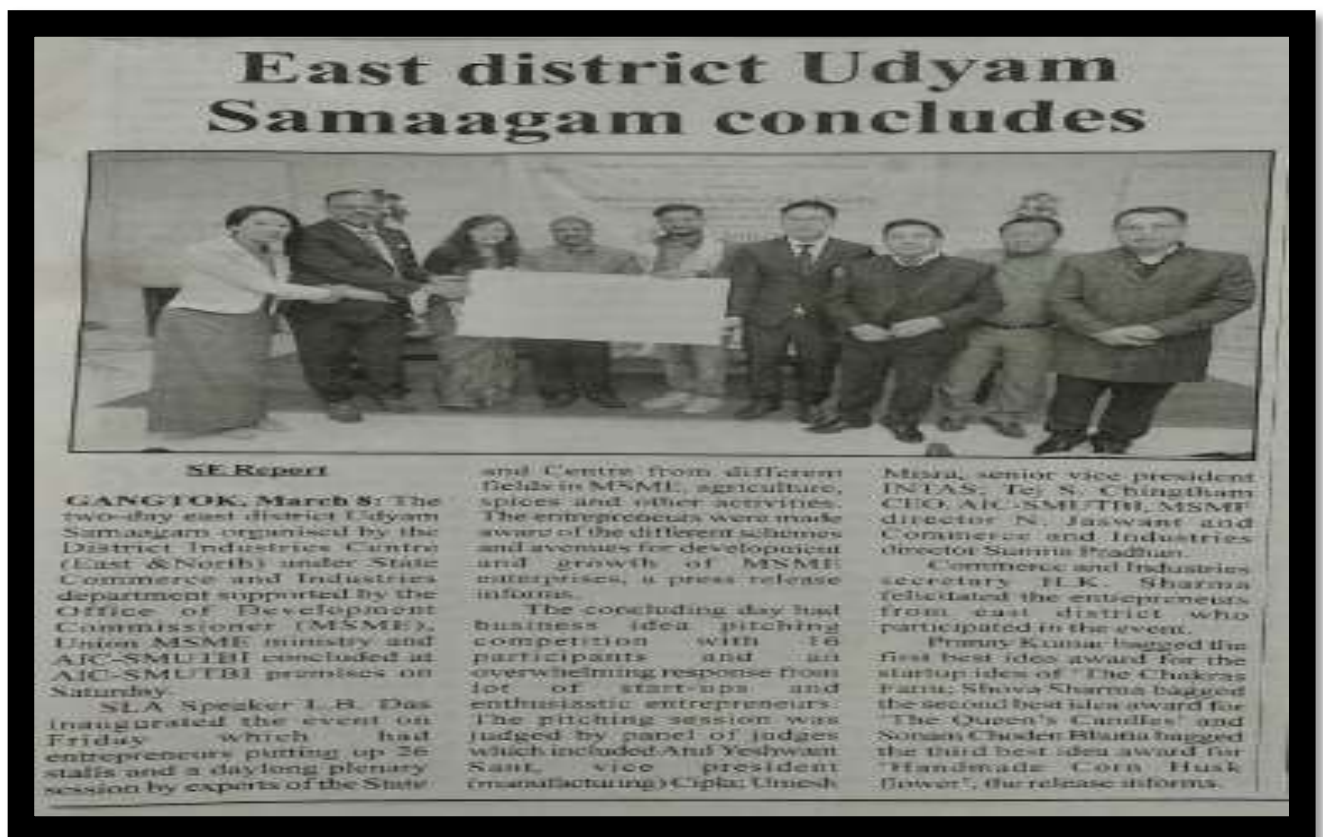 East district Udyam
Samaagam concludes
SE Report
GANGTOK, March 8: The
two-day east district Udyam
Samaagam organised by the
District Industries Centre
(East &North) under State
Commerce and Industries
department supported by the
Office of Development
Commissioner (MSME),
Union MSME ministry and
AIC-SMUTBI concluded at
AIC-SMUTBI premises on
Saturday.
SLA Speaker L.B. Das
inaugurated the event on
Friday which had
entrepreneurs putting up 26
stalls and a daylong plenary
session by experts of the State
and Centre from different
fields in MSME, agriculture,
spices and other activities.
The entrepreneurs were made
aware of the different schemes
and avenues for development
and growth of MSME
enterprises, a press release
informs.
The concluding day had
business idea pitching
competition with 16
participants and an
overwhelming response from
lot of start-ups and
enthusiastic entrepreneurs.
The pitching session was
judged by panel of judges
which included Atul Yeshwant
Sant, vice president
(manufacturing) Cipla; Umesh
Misra, senior vice president
INTAS; Tej S. Chingtham
CEO, AIC-SMUTBI, MSME
director N. Jaswant and
Commerce and Industries
director Pradhan.
Commerce and Industries
secretary H.K. Sharma
felicitated the entrepreneurs
from east district who
participated in the event.
Kumar bagged the
first best idea award for the
startup idea of "The Chakras
Farm; Shova Sharma bagged
the second best idea award for
'The Queen's Candles' and
Sonam Choden Bhutia bagged
the third best idea award for
"Handmade Corn Husk
flower", the release informs.